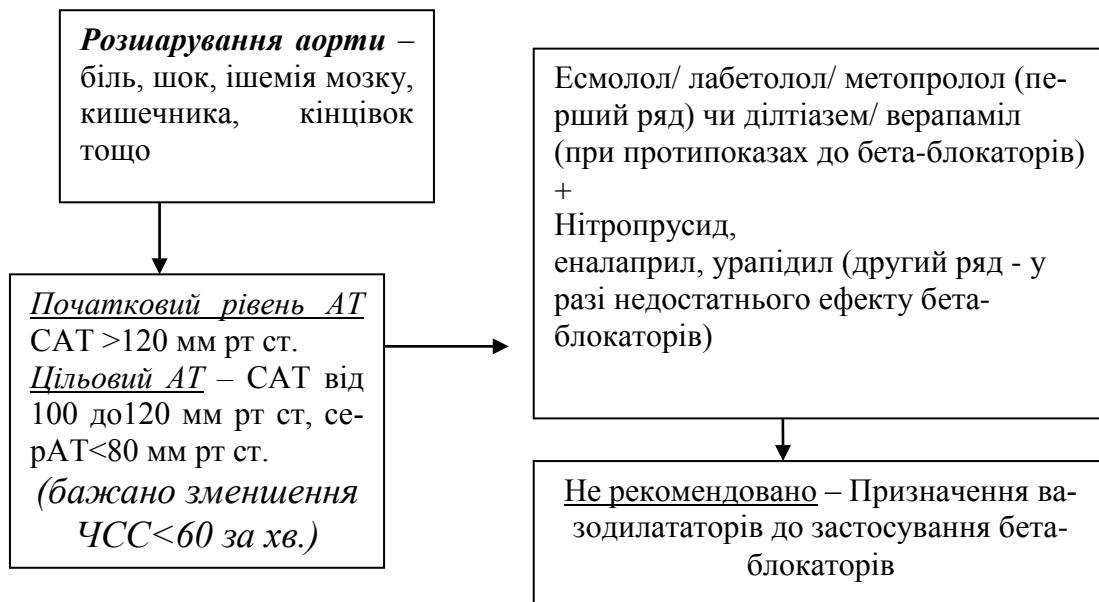 Розшарування аорти –
біль, шок, ішемія мозку,
кишечника, кінцівок
тощо
Початковий рівень АТ
САТ >120 мм рт ст.
Цільовий АТ – САТ від
100 до120 мм рт ст, се-
рАТ<80 мм рт ст.
(бажано зменшення
ЧСС<60 за хв.)
Есмолол/ лабетолол/ метопролол (пе-
рший ряд) чи ділтіазем/ верапаміл
(при протипоказах до бета-блокаторів)
+
Нітропрусид,
еналаприл, урапідил (другий ряд - у
разі недостатнього ефекту бета-
блокаторів)
Не рекомендовано – Призначення ва-
зодилататорів до застосування бета-
блокаторів